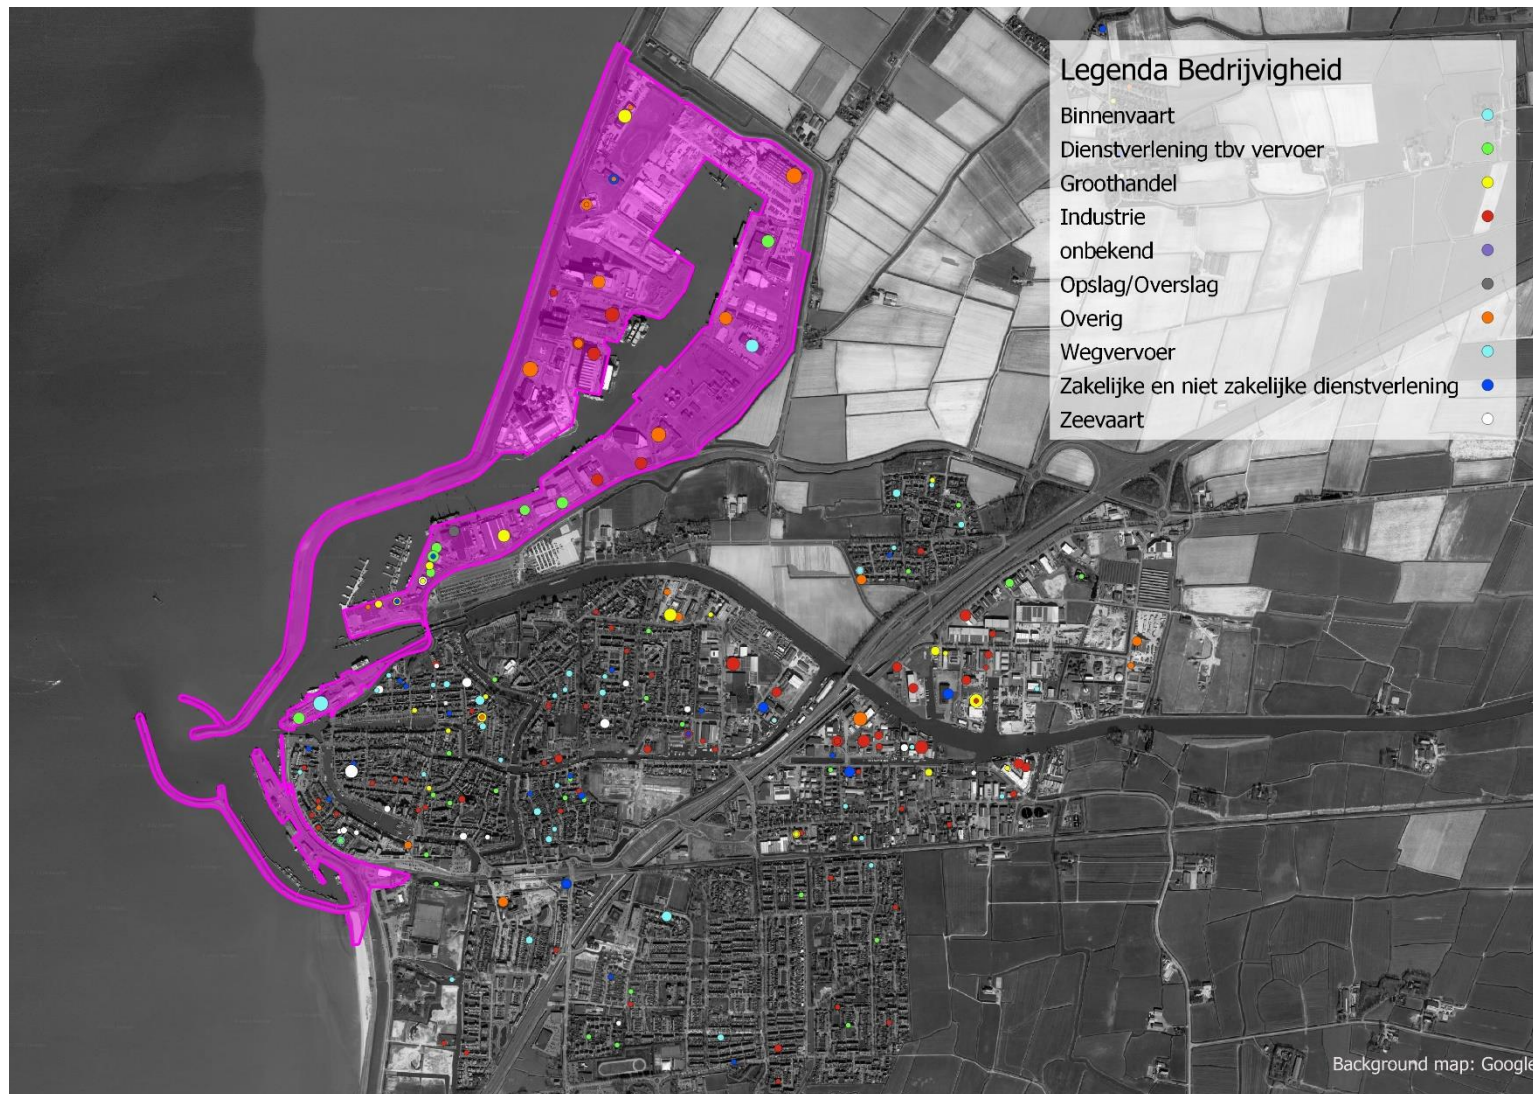 Legenda Bedrijvigheid
Binnenvaart
Dienstverlening tbv vervoer
Groothandel
Industrie
onbekend
Opslag/Overslag
Overig
Wegvervoer
Zakelijke en niet zakelijke dienstverlening
Zeevaart
Background map: Google